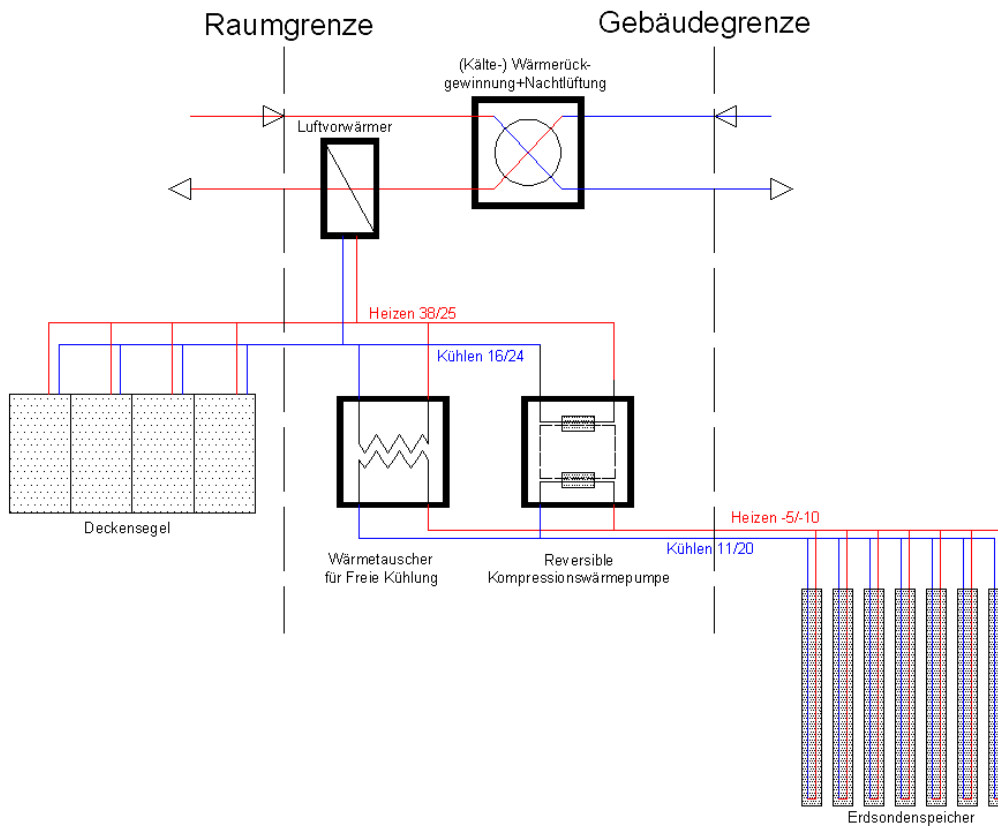 Raumgrenze
Gebäudegrenze
(Kälte-) Wärmerück-
gewinnung+Nachtlüftung
Luftvorwärmer
Heizen 38/25
Kühlen 16/24
Deckensegel
Wärmetauscher
für Freie Kühlung
Reversible
Kompressionswärmepumpe
Heizen -5/-10
Kühlen 11/20
Erdsondenspeicher